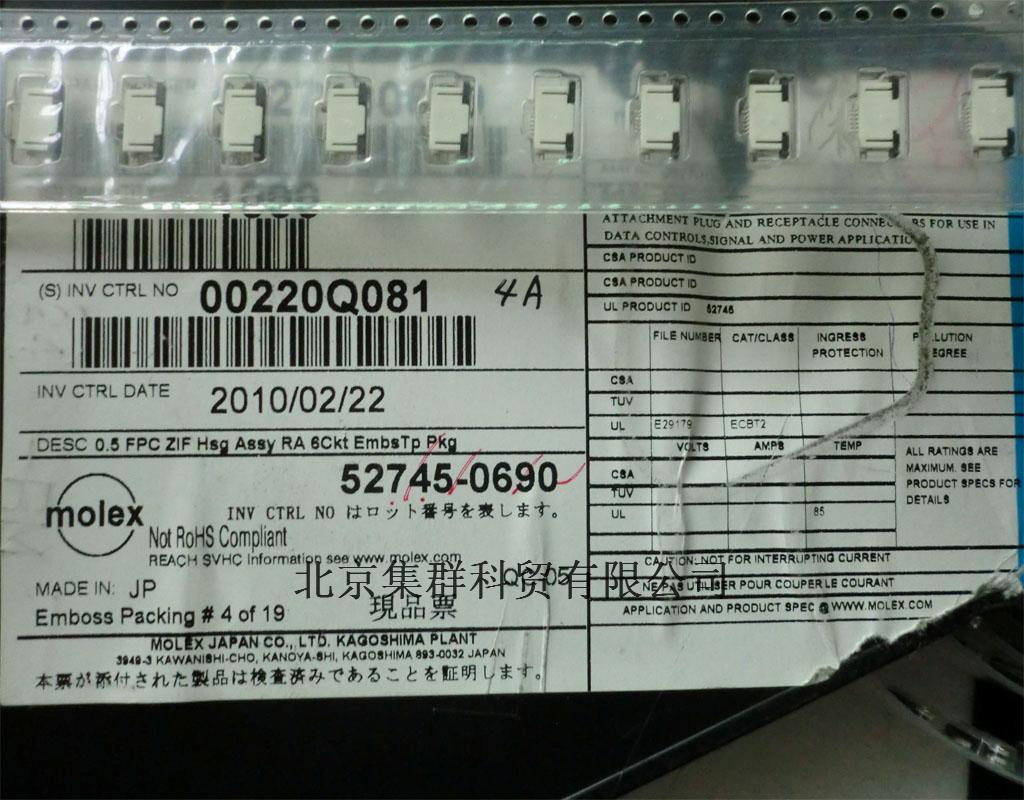 ATTACHMENT PLUG AND RECEPTACLE CONNECTORS FOR USE IN
DATA CONTROLS,SIGNAL AND POWER APPLICATIO
CSA PRODUCT ID
CSA PRODUCT ID
UL PRODUCT ID 52745
(S) INV CTRL NO 00220Q081 4A
INV CTRL DATE 2010/02/22
DESC 0.5 FPC ZIF Hsg Assy RA 6Ckt EmbsTp Pkg
52745-0690
molex
INV CTRL NO はロット番号を表します。
Not RoHS Compliant
REACH SVHC Information see www.molex.com
MADE IN: JP
Emboss Packing # 4 of 19
現品票
MOLEX JAPAN CO., LTD. KAGOSHIMA PLANT
3949-3 KAWANISHI-CHO, KANOYA-SHI, KAGOSHIMA 893-0032 JAPAN
本票が添付された製品は検査済みであることを証明します。
FILE NUMBER CAT/CLASS INGRESS PROTECTION
CSA
TUV
UL E29179 ECBT2
VOLTS AMPS TEMP
CSA
TUV
UL 85
ALL RATINGS ARE
MAXIMUM. SEE
PRODUCT SPECS FOR
DETAILS
CAUTION: NOT FOR INTERRUPTING CURRENT
NE PAS UTILISER POUR COUPER LE COURANT
APPLICATION AND PRODUCT SPEC @ WWW.MOLEX.COM
北京集群科贸有限公司